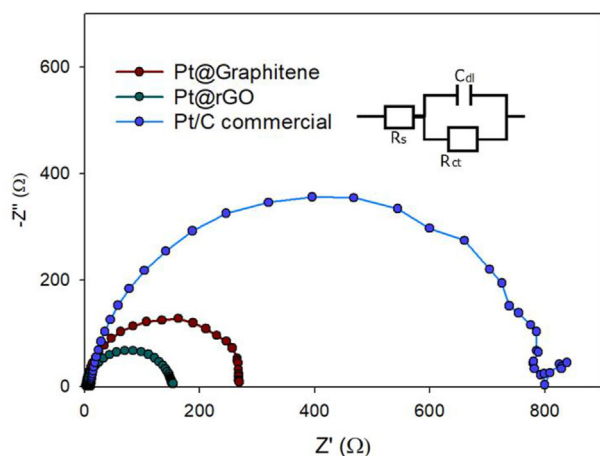 600
400
200
0
-Z" (Ω)
Pt@Graphitene
Pt@rGO
Pt/C commercial
Cdl
Rs
Rct
0 200 400 600 800
Z' (Ω)